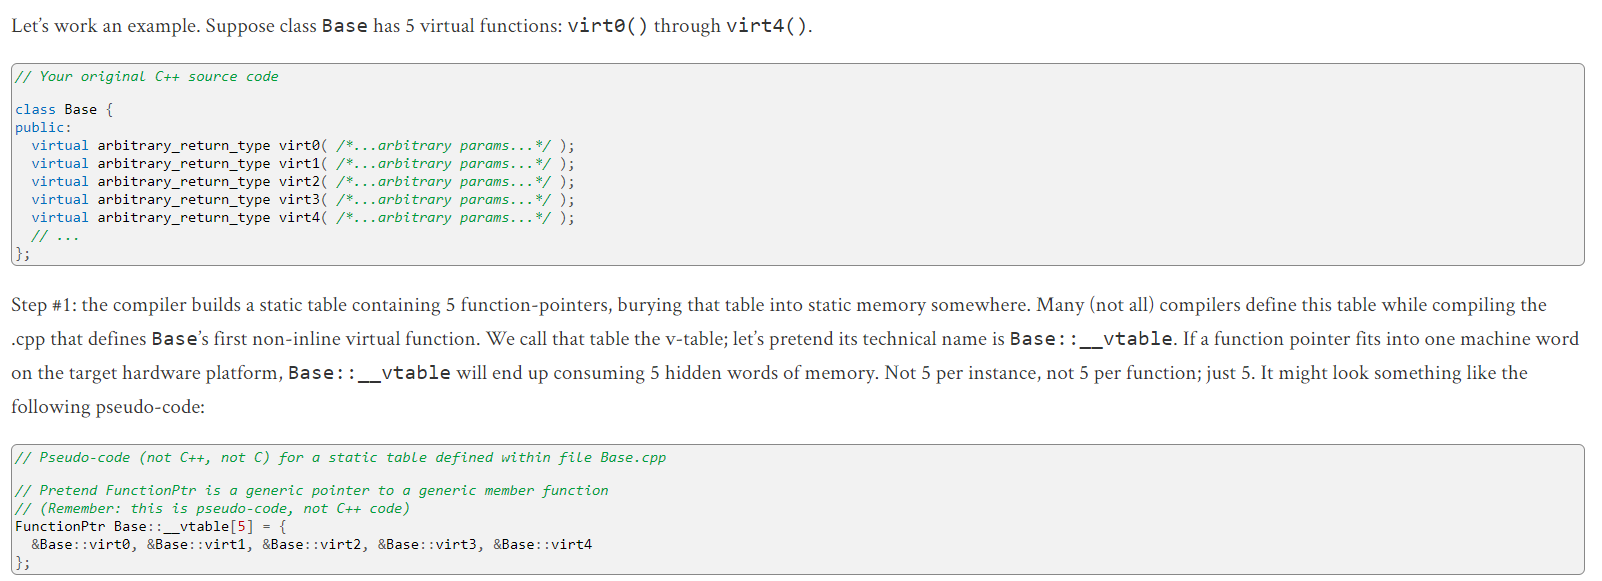 Let’s work an example. Suppose class Base has 5 virtual functions: virt0() through virt4().
// Your original C++ source code
class Base {
public:
  virtual arbitrary_return_type virt0( /*...arbitrary params...*/ );
  virtual arbitrary_return_type virt1( /*...arbitrary params...*/ );
  virtual arbitrary_return_type virt2( /*...arbitrary params...*/ );
  virtual arbitrary_return_type virt3( /*...arbitrary params...*/ );
  virtual arbitrary_return_type virt4( /*...arbitrary params...*/ );
  // ...
};
Step #1: the compiler builds a static table containing 5 function-pointers, burying that table into static memory somewhere. Many (not all) compilers define this table while compiling the
.cpp that defines Base’s first non-inline virtual function. We call that table the v-table; let’s pretend its technical name is Base::__vtable. If a function pointer fits into one machine word
on the target hardware platform, Base::__vtable will end up consuming 5 hidden words of memory. Not 5 per instance, not 5 per function; just 5. It might look something like the
following pseudo-code:
// Pseudo-code (not C++, not C) for a static table defined within file Base.cpp
// Pretend FunctionPtr is a generic pointer to a generic member function
// (Remember: this is pseudo-code, not C++ code)
FunctionPtr Base::__vtable[5] = {
  &Base::virt0, &Base::virt1, &Base::virt2, &Base::virt3, &Base::virt4
};